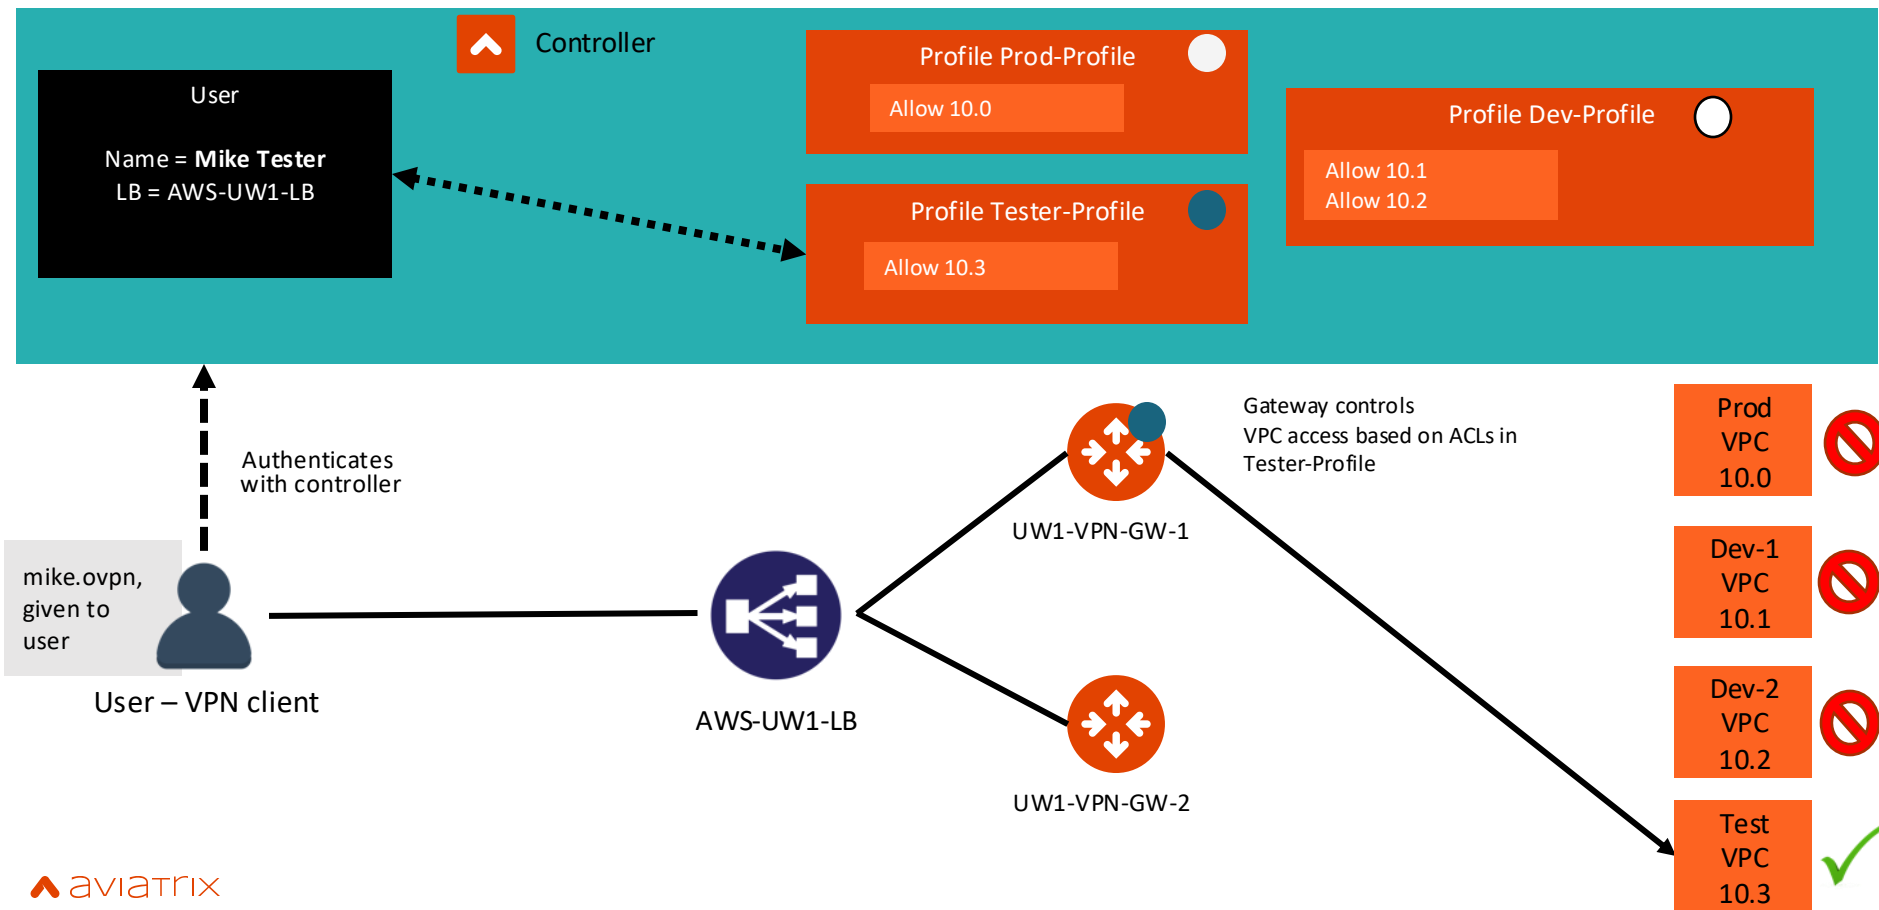 Controller
User
Name = Mike Tester
LB = AWS-UW1-LB
Profile Prod-Profile
Allow 10.0
Profile Dev-Profile
Allow 10.1
Allow 10.2
Profile Tester-Profile
Allow 10.3
Authenticates
with controller
Gateway controls
VPC access based on ACLs in
Tester-Profile
mike.ovpn,
given to
user
User – VPN client
AWS-UW1-LB
UW1-VPN-GW-1
UW1-VPN-GW-2
Prod
VPC
10.0
Dev-1
VPC
10.1
Dev-2
VPC
10.2
Test
VPC
10.3
aviatrix